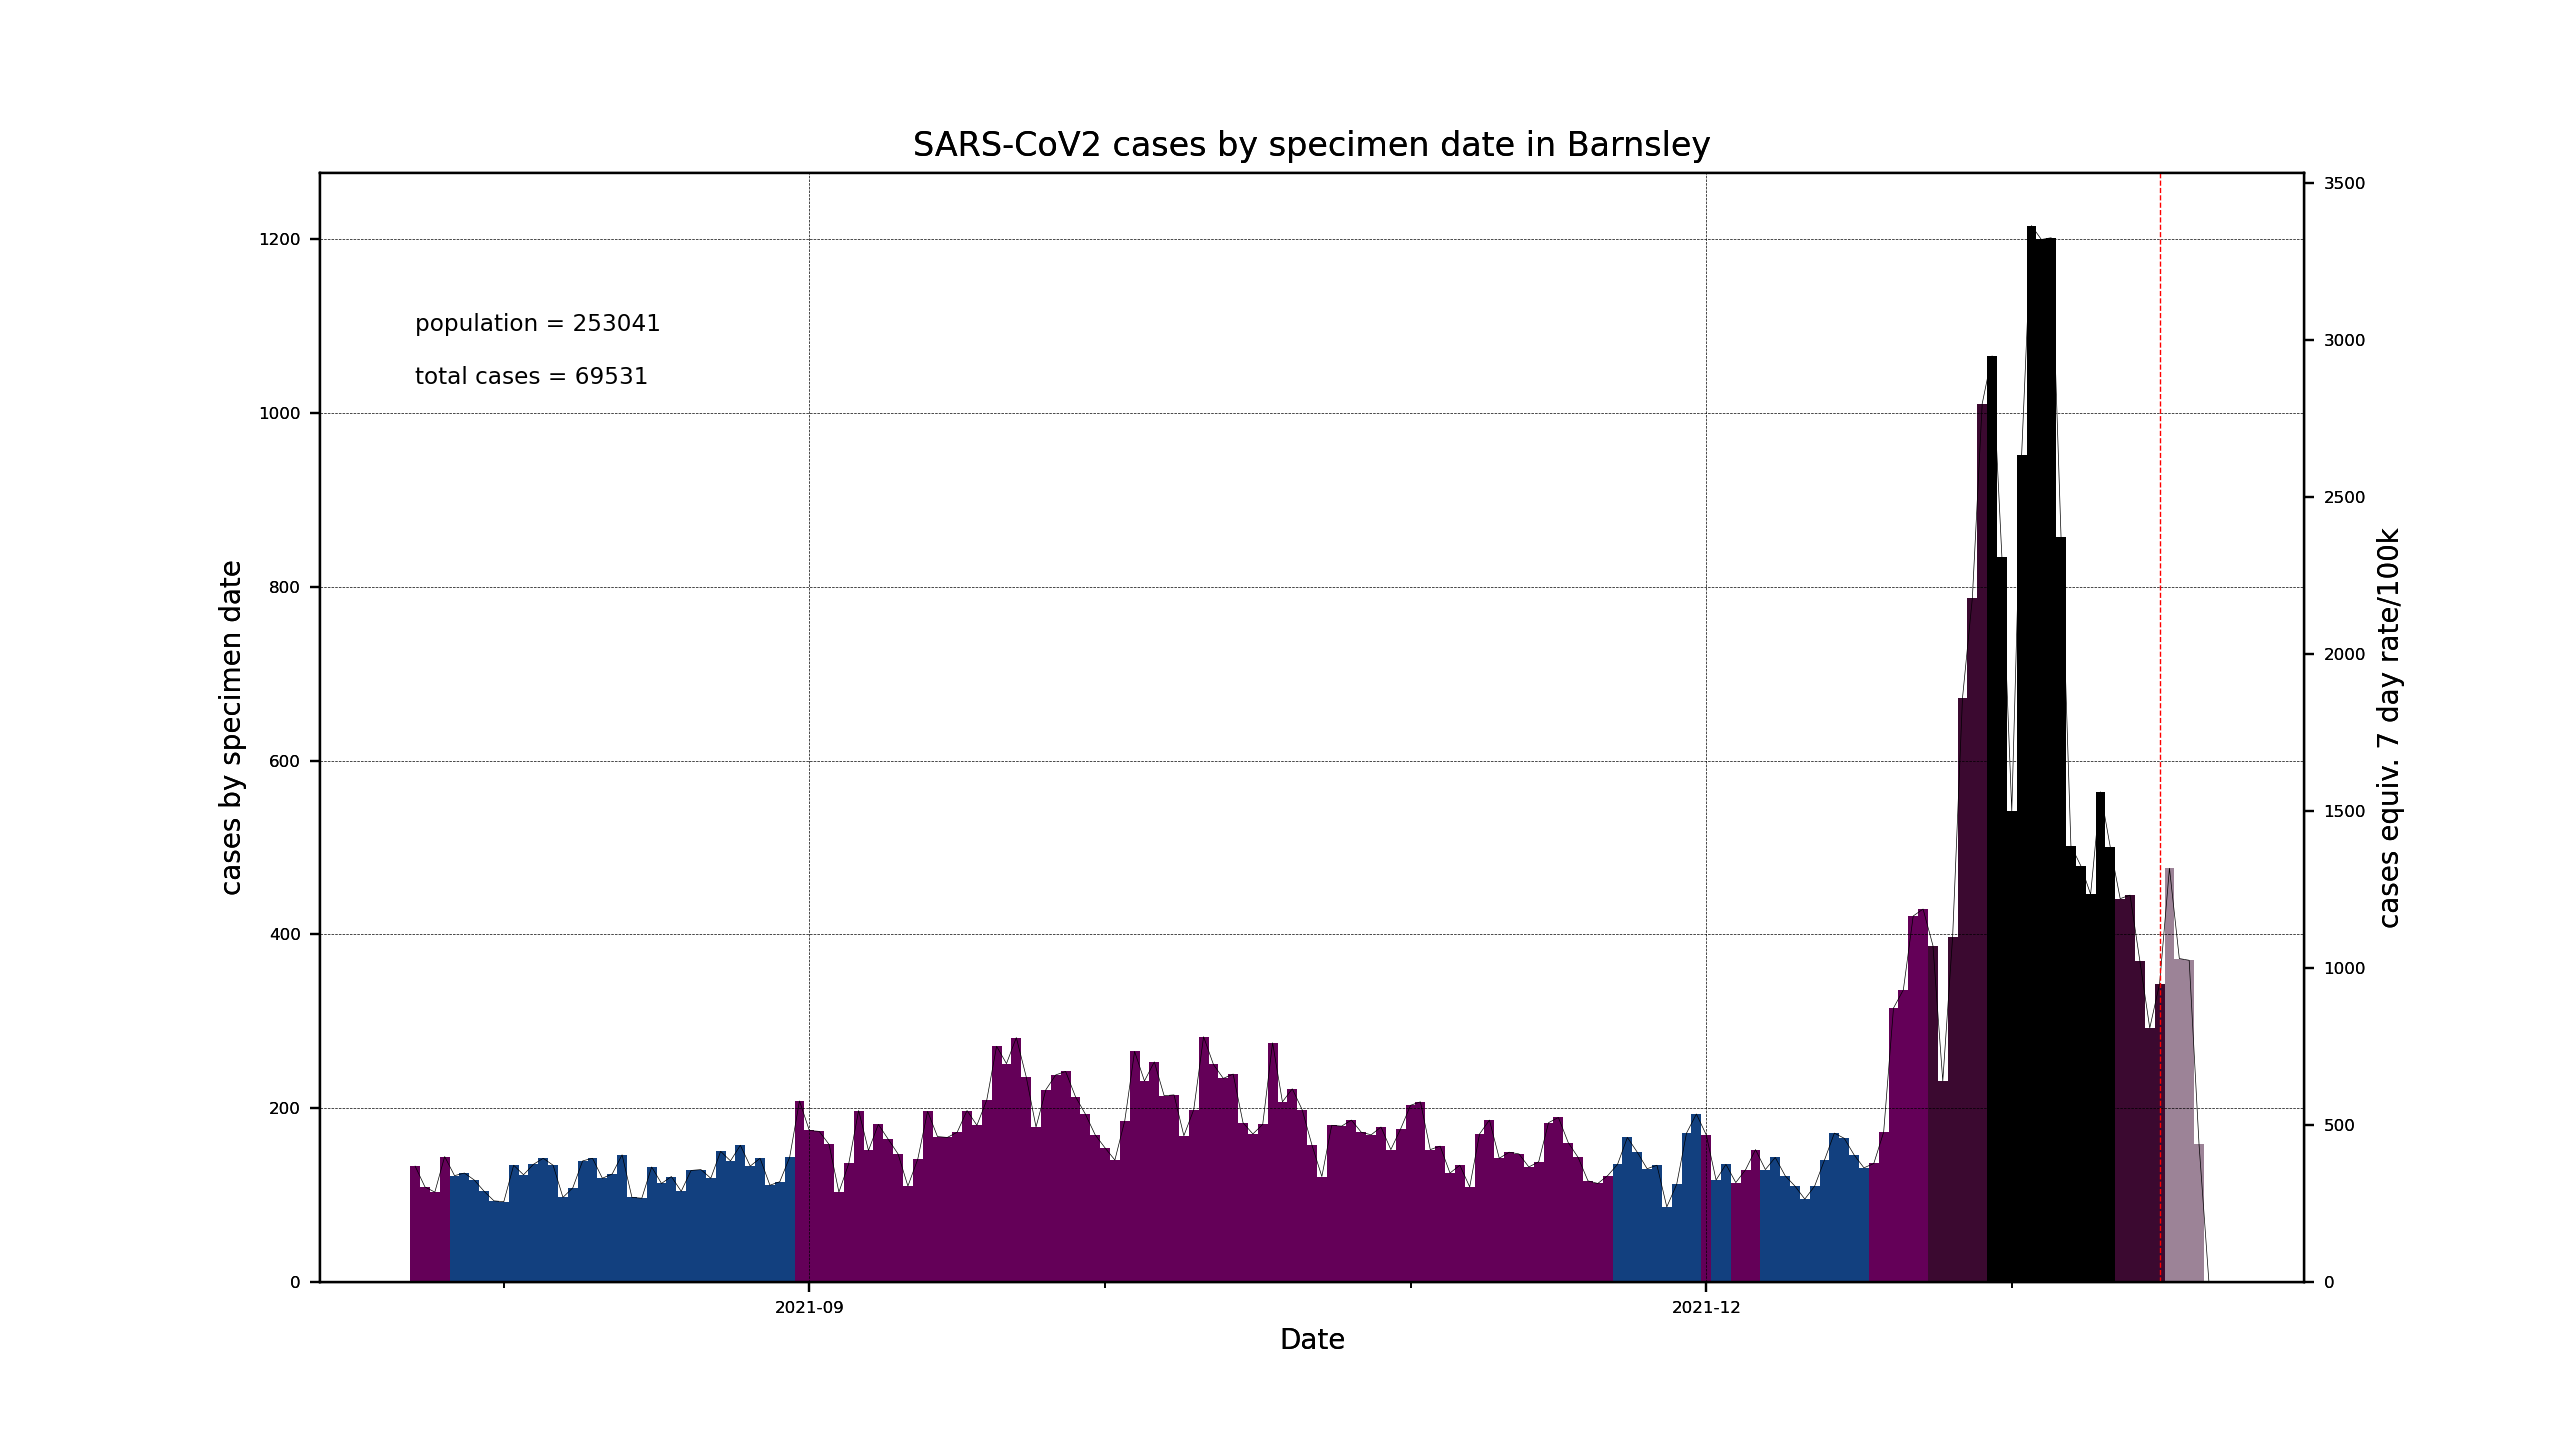 SARS-CoV2 cases by specimen date in Barnsley
population = 253041
total cases = 69531
cases by specimen date
1200
1000
800
600
400
200
0
3500
3000
2500
2000
1500
1000
500
0
cases equiv. 7 day rate/100k
2021-09
2021-12
Date